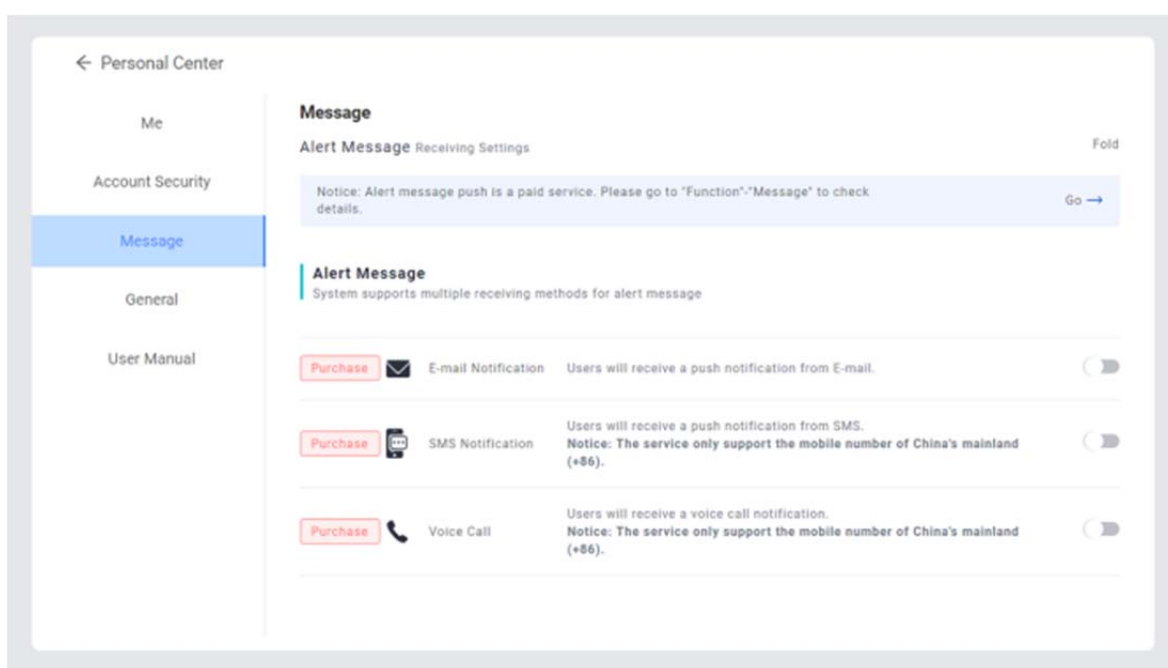 ← Personal Center
Me
Account Security
Message
General
User Manual
Message
Alert Message Receiving Settings
Fold
Notice: Alert message push is a paid service. Please go to "Function"-"Message" to check
details.
Go →
Alert Message
System supports multiple receiving methods for alert message
Purchase E-mail Notification Users will receive a push notification from E-mail.
Purchase SMS Notification
Users will receive a push notification from SMS.
Notice: The service only support the mobile number of China's mainland
(+86).
Purchase Voice Call
Users will receive a voice call notification.
Notice: The service only support the mobile number of China's mainland
(+86).